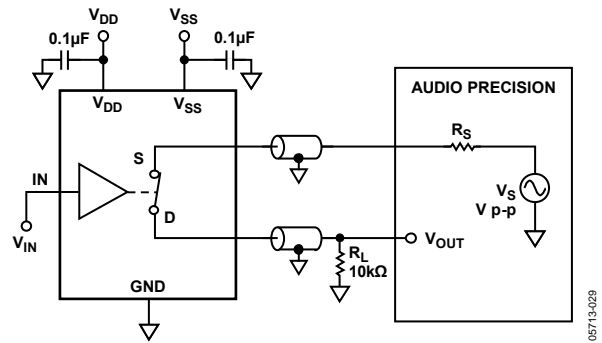 VDD
VSS
0.1µF
0.1µF
VDD
VSS
AUDIO PRECISION
RS
S
IN
VS
V p-p
D
VIN
VOUT
RL
10kΩ
GND
05713-029